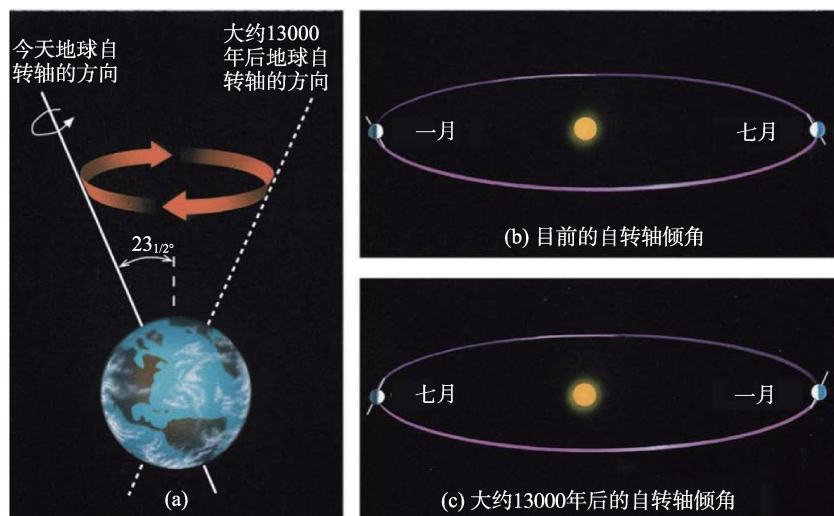 今天地球自
转轴的方向
大约13000
年后地球自
转轴的方向
23 1/2°
(a)
一月
七月
(b) 目前的自转轴倾角
七月
一月
(c) 大约13000年后的自转轴倾角